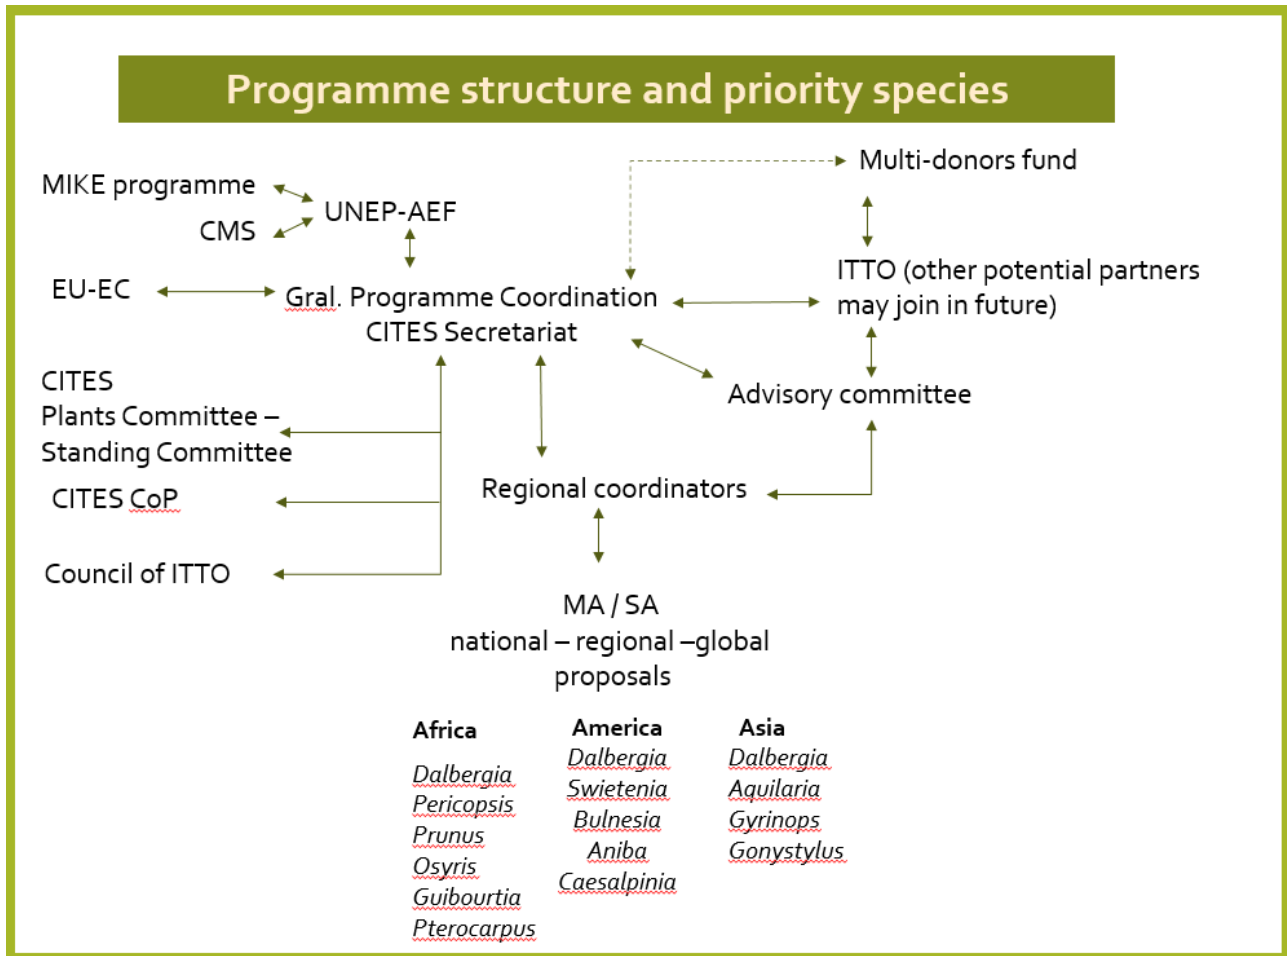 Programme structure and priority species
Multi-donors fund
MIKE programme
UNEP-AEF
CMS
EU-EC
Gral. Programme Coordination
CITES Secretariat
ITTO (other potential partners
may join in future)
CITES
Plants Committee –
Standing Committee
Advisory committee
CITES CoP
Regional coordinators
Council of ITTO
MA / SA
national – regional –global
proposals
Africa
Dalbergia
Pericopsis
Prunus
Osyris
Guibourtia
Pterocarpus
America
Dalbergia
Swietenia
Bulnesia
Aniba
Caesalpinia
Asia
Dalbergia
Aquilaria
Gyrinops
Gonystylus